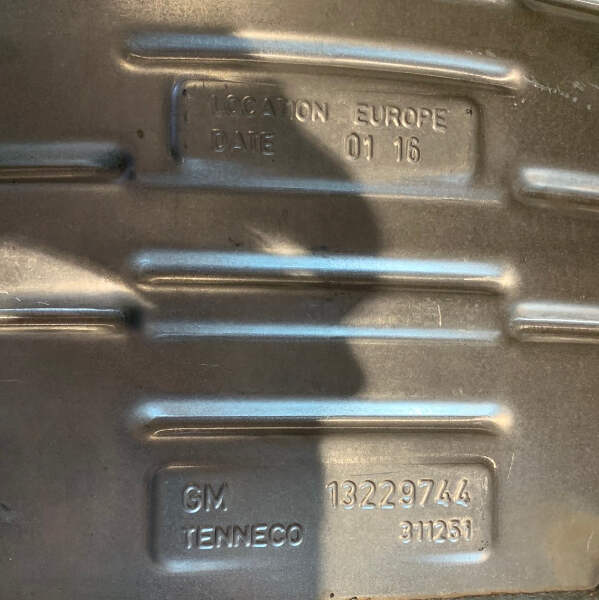 LOCATION EUROPE
DATE 01 16
GM 13229744
TENNECO 311251